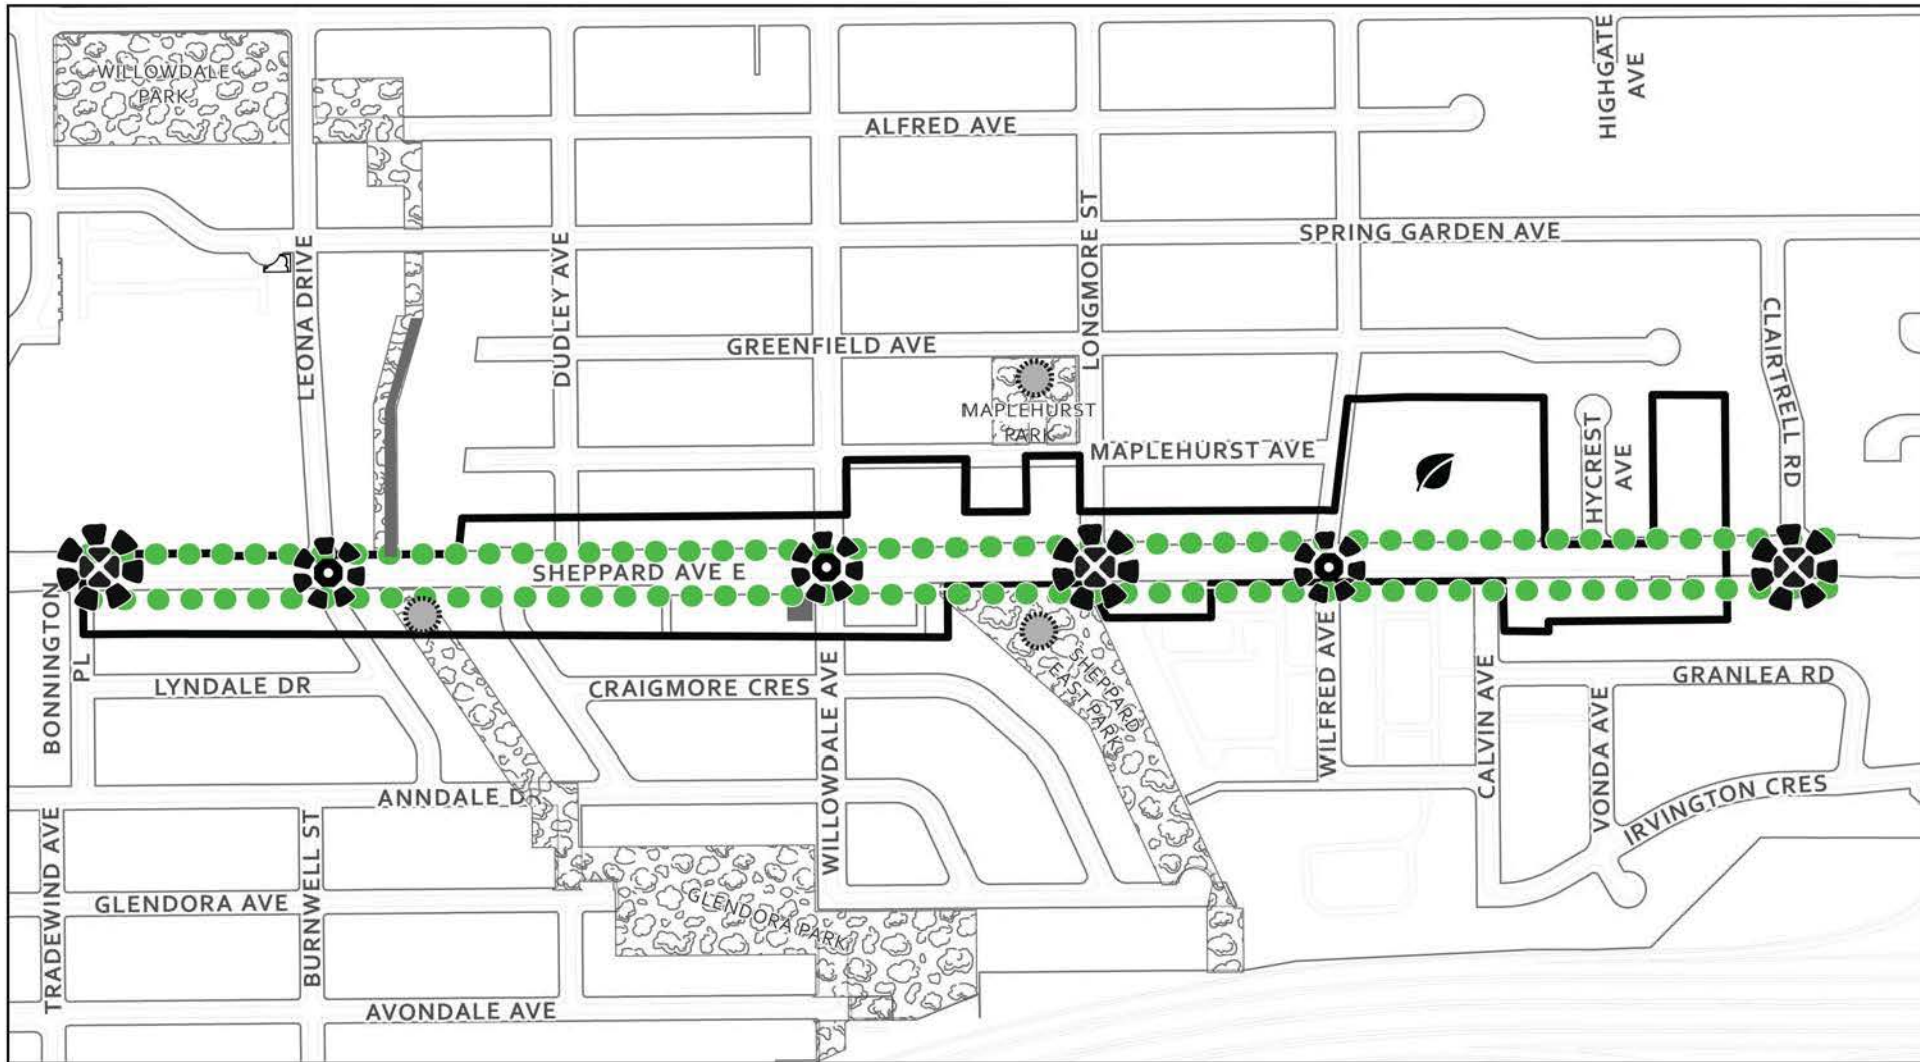 WILLOWDALE
PARK
HIGHGATE
AVE
ALFRED AVE
LONGMORE ST
SPRING GARDEN AVE
LEONA DRIVE
DUDLEY AVE
GREENFIELD AVE
CLAIRTRELL RD
MAPLEHURST
PARK
MAPLEHURST AVE
HYCREST
AVE
SHEPPARD AVE E
BONNINGTON
PL
LYNDALE DR
CRAIGMORE CRES
WILLOWDALE AVE
SHEPPARD
EAST PARK
WILFRED AVE
CALVIN AVE
GRANLEA RD
VONDA AVE
IRVINGTON CRES
ANNDALE D
TRADEWIND AVE
BURNWELL ST
GLENDORA AVE
GLENDORA PARK
AVONDALE AVE